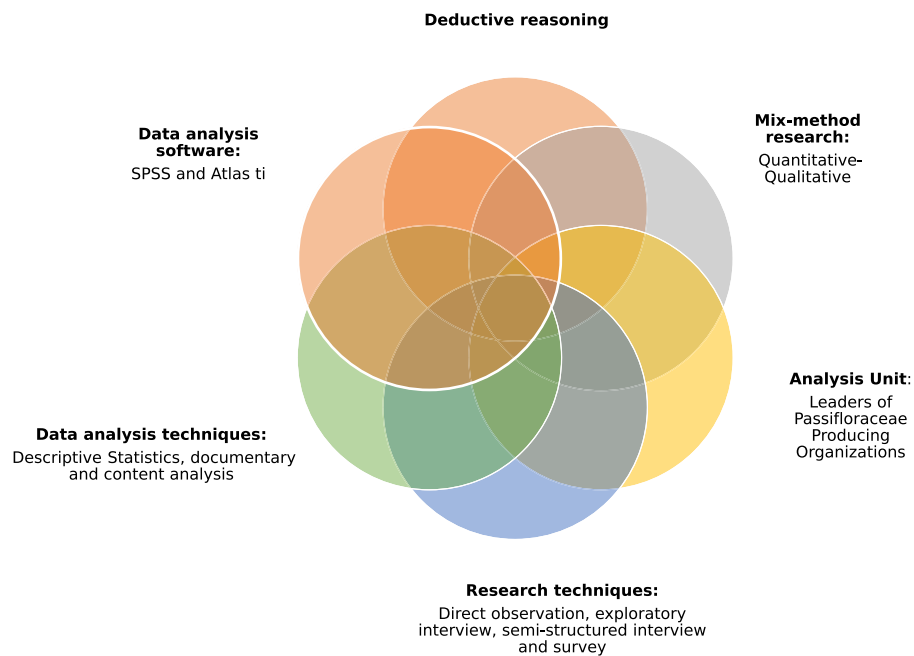 Deductive reasoning
Mix-method
research:
Quantitative-
Qualitative
Analysis Unit:
Leaders of
Passifloraceae
Producing
Organizations
Research techniques:
Direct observation, exploratory
interview, semi-structured interview
and survey
Data analysis techniques:
Descriptive Statistics, documentary
and content analysis
Data analysis
software:
SPSS and Atlas ti